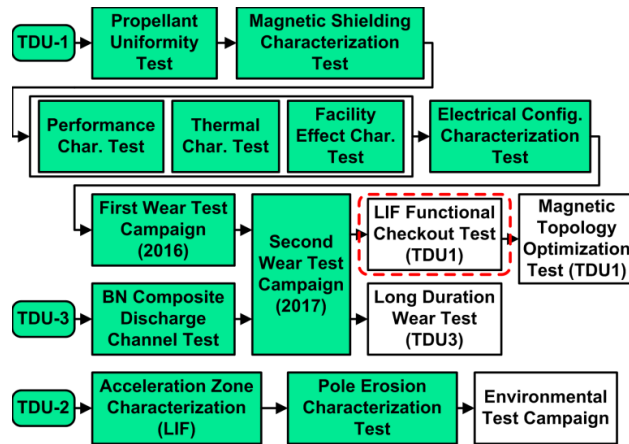 TDU-1
Propellant
Uniformity
Test
Magnetic Shielding
Characterization
Test
Performance
Char. Test
Thermal
Char. Test
Facility
Effect Char.
Test
Electrical Config.
Characterization
Test
First Wear Test
Campaign
(2016)
Second
Wear Test
Campaign
(2017)
LIF Functional
Checkout Test
(TDU1)
Magnetic
Topology
Optimization
Test (TDU1)
TDU-3
BN Composite
Discharge
Channel Test
Long Duration
Wear Test
(TDU3)
TDU-2
Acceleration Zone
Characterization
(LIF)
Pole Erosion
Characterization
Test
Environmental
Test Campaign